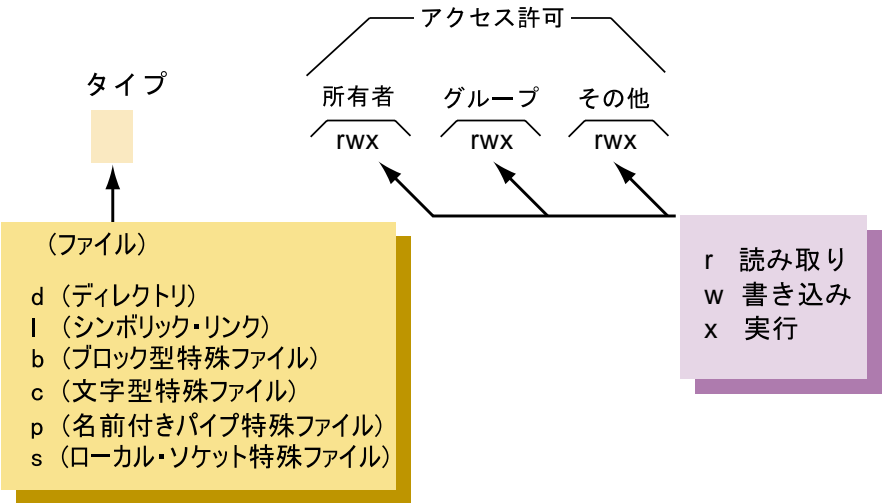 アクセス許可
タイプ
所有者 グループ その他
rwx rwx rwx
(ファイル)
d (ディレクトリ)
l (シンボリック・リンク)
b (ブロック型特殊ファイル)
c (文字型特殊ファイル)
p (名前付きパイプ特殊ファイル)
s (ローカル・ソケット特殊ファイル)
r 読み取り
w 書き込み
x 実行